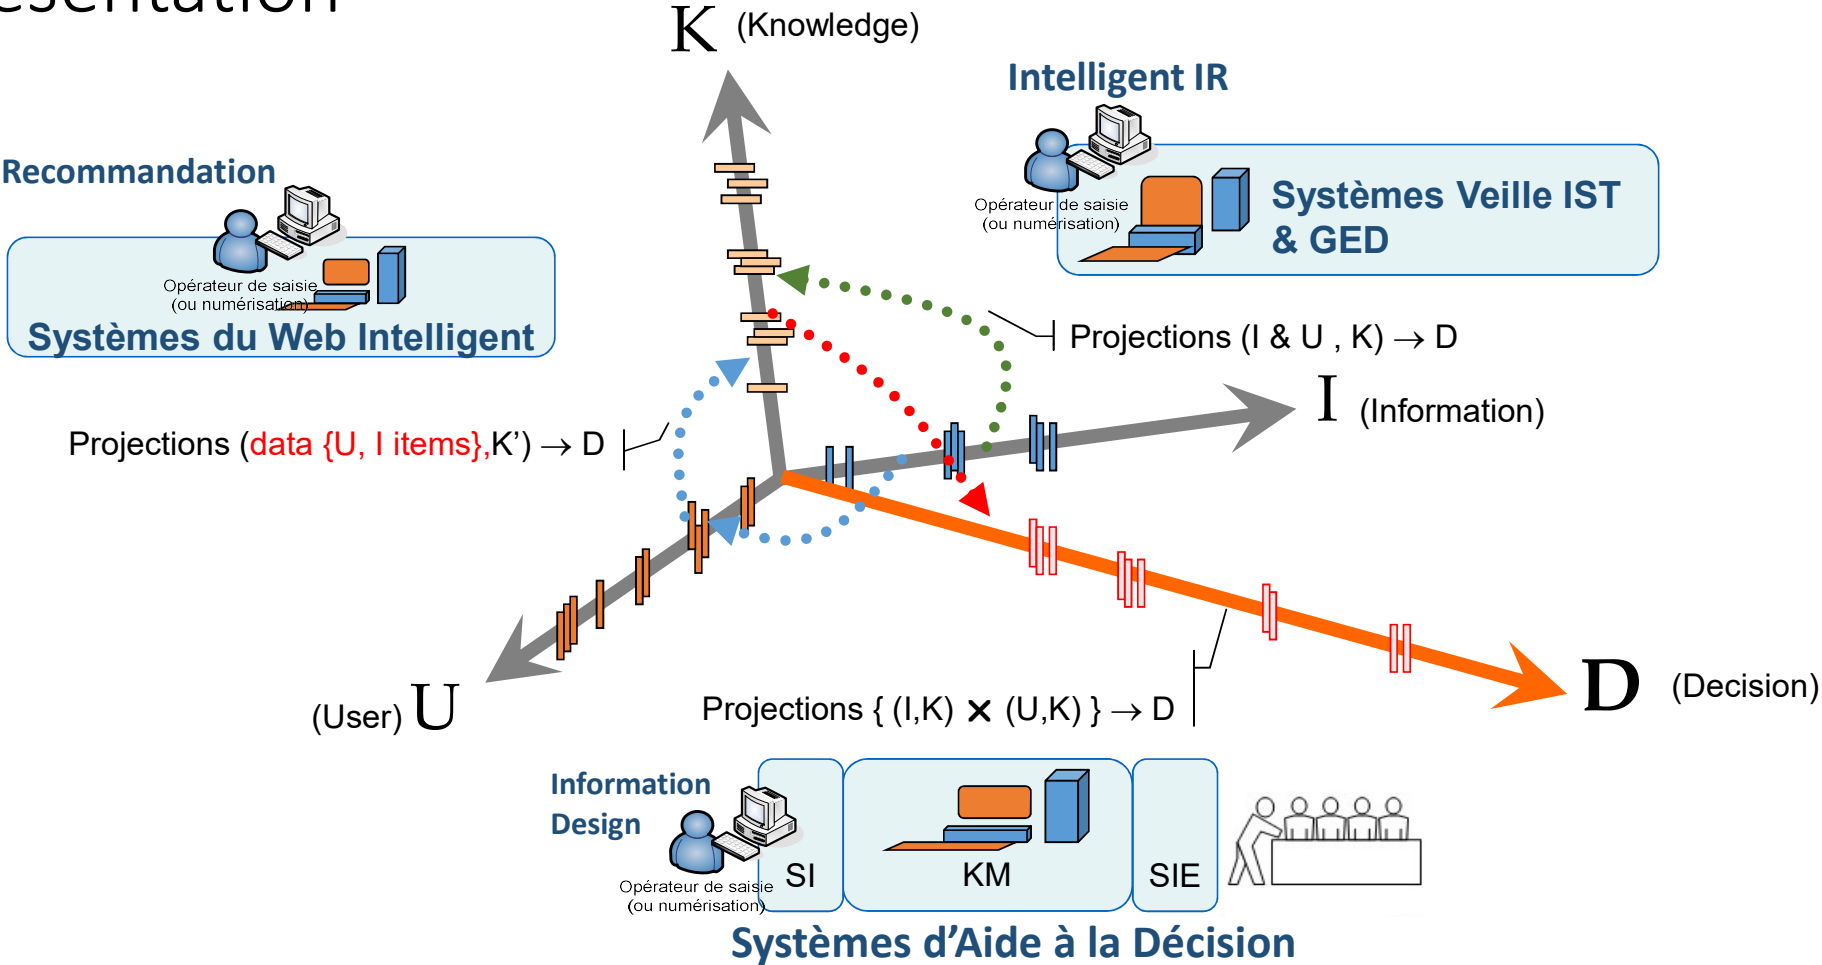 K (Knowledge)
Intelligent IR
Recommandation
Opérateur de saisie
(ou numérisation)
Systèmes Veille IST
& GED
Opérateur de saisie
(ou numérisation)
Systèmes du Web Intelligent
Projections (I & U , K) → D
I (Information)
Projections (data {U, I items},K’) → D
(User) U
Projections { (I,K) × (U,K) } → D
D (Decision)
Information
Design
SI
KM
SIE
Opérateur de saisie
(ou numérisation)
Systèmes d’Aide à la Décision